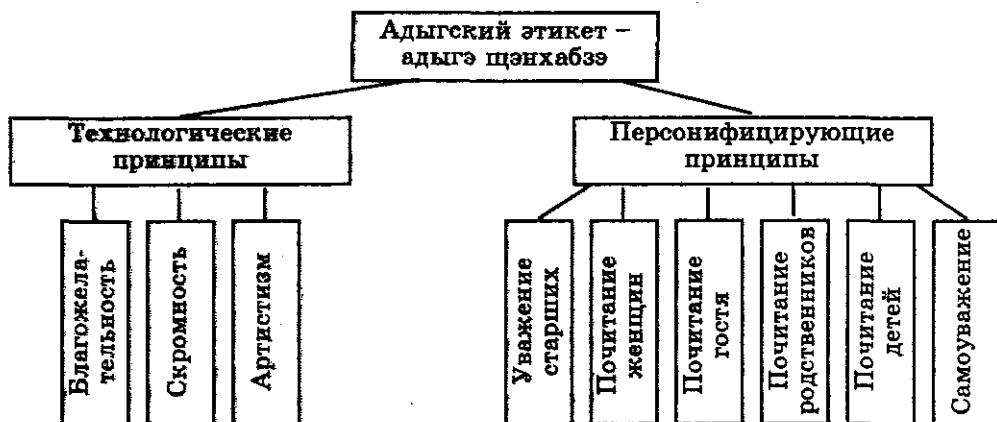 Адыгский этикет –
адыгэ щэнхабзэ
Технологические
принципы
Персонифицирующие
принципы
Благожела-
тельность
Скромность
Артистизм
Уважение
старших
Почитание
женщин
Почитание
гостя
Почитание
родственников
Почитание
детей
Самоуважение